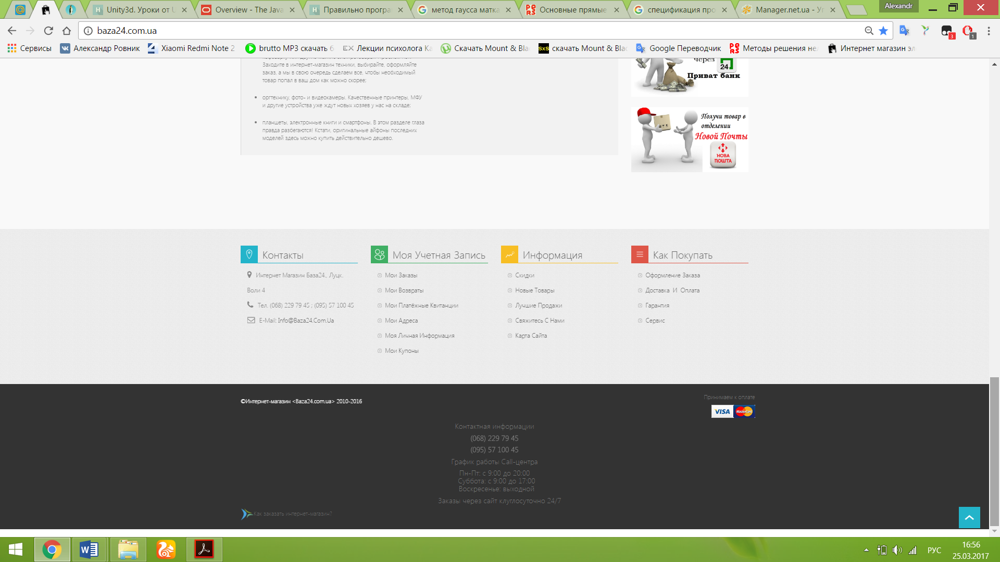 Alexandr
Unity3d. Уроки от U
Overview - The Java
Правильно програ
метод гаусса матка
Основные прямые
спецификация про
Manager.net.ua - Уп
baza24.com.ua
Сервисы
Александр Ровник
Xiaomi Redmi Note 2
brutto MP3 скачать 6
Лекции психолога Ка
Скачать Mount & Bla
скачать Mount & Blac
Google Переводчик
Методы решения не
Интернет магазин эл
3
1
Заходите в интернет-магазин техники, выбирайте, оформляйте
заказ, а мы в свою очередь сделаем все, чтобы необходимый
товар попал в ваш дом как можно скорее;
оргтехнику, фото- и видеокамеры. Качественные принтеры, МФУ
и другие устройства уже ждут новых хозяев у нас на складе;
планшеты, электронные книги и смартфоны. В этом разделе глаза
правда разбегаются! Кстати, оригинальные айфоны последних
моделей здесь можно купить действительно дешево.
через
24
Приват банк
Получи товар в
отделении
Новой Почты
НОВА
ПОШТА
Контакты
Интернет Магазин База24., Луцк.
Воли 4
Тел. (068) 229 79 45 ; (095) 57 100 45
E-Mail: Info@Baza24.Com.Ua
Моя Учетная Запись
Мои Заказы
Мои Возвраты
Мои Платёжные Квитанции
Мои Адреса
Моя Личная Информация
Мои Купоны
Информация
Скидки
Новые Товары
Лучшие Продажи
Свяжитесь С Нами
Карта Сайта
Как Покупать
Оформление Заказа
Доставка И Оплата
Гарантия
Сервис
©Интернет-магазин <Baza24.com.ua> 2010-2016
Принимаем к оплате
VISA MasterCard
Контактная информации
(068) 229 79 45
(095) 57 100 45
График работы Call-центра
Пн-Пт: с 9:00 до 20:00
Суббота: с 9:00 до 17:00
Воскресенье: выходной
Заказы через сайт клуглосуточно 24/7
Как заказать интернет-магазин?
РУС
16:56
25.03.2017